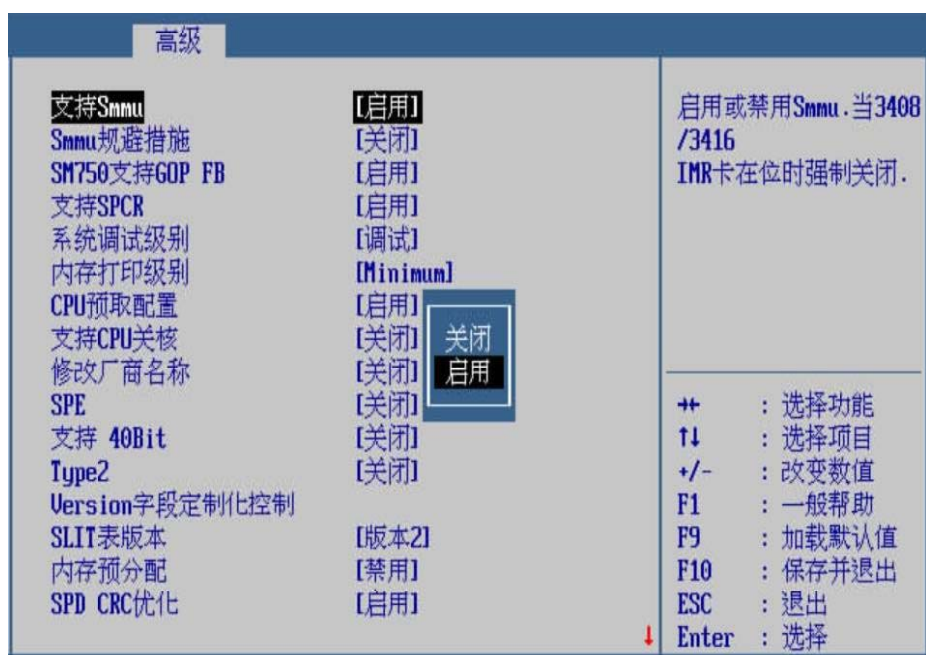 高级
支持Smmu [启用]
Smmu规避措施 [关闭]
SM750支持GOP FB [启用]
支持SPCR [启用]
系统调试级别 [调试]
内存打印级别 [Minimum]
CPU预取配置 [启用]
支持CPU关核 [关闭]
修改厂商名称 [关闭]
SPE [关闭]
支持 40Bit [关闭]
Type2 [关闭]
Version字段定制化控制
SLIT表版本 [版本2]
内存预分配 [禁用]
SPD CRC优化 [启用]
关闭
启用
启用或禁用Smmu.当3408
/3416
IMR卡在位时强制关闭.
→← : 选择功能
↑↓ : 选择项目
+/- : 改变数值
F1 : 一般帮助
F9 : 加载默认值
F10 : 保存并退出
ESC : 退出
Enter : 选择